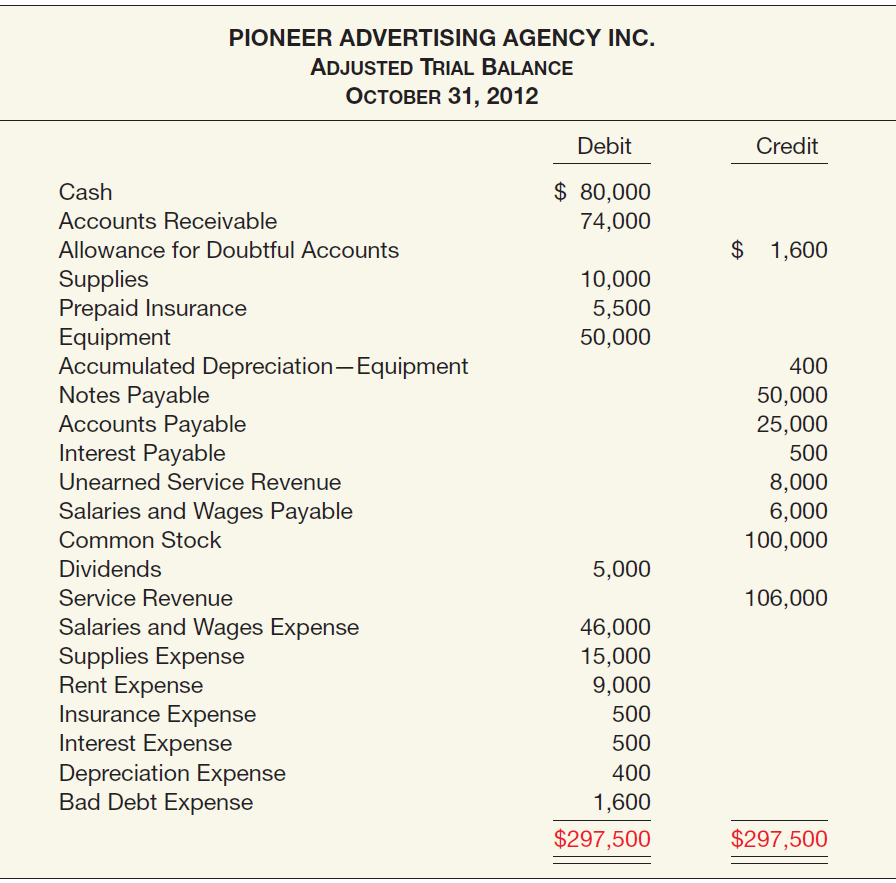 PIONEER ADVERTISING AGENCY INC.
ADJUSTED TRIAL BALANCE
OCTOBER 31, 2012
Debit Credit
Cash $ 80,000
Accounts Receivable 74,000
Allowance for Doubtful Accounts $ 1,600
Supplies 10,000
Prepaid Insurance 5,500
Equipment 50,000
Accumulated Depreciation—Equipment 400
Notes Payable 50,000
Accounts Payable 25,000
Interest Payable 500
Unearned Service Revenue 8,000
Salaries and Wages Payable 6,000
Common Stock 100,000
Dividends 5,000
Service Revenue 106,000
Salaries and Wages Expense 46,000
Supplies Expense 15,000
Rent Expense 9,000
Insurance Expense 500
Interest Expense 500
Depreciation Expense 400
Bad Debt Expense 1,600
$297,500 $297,500